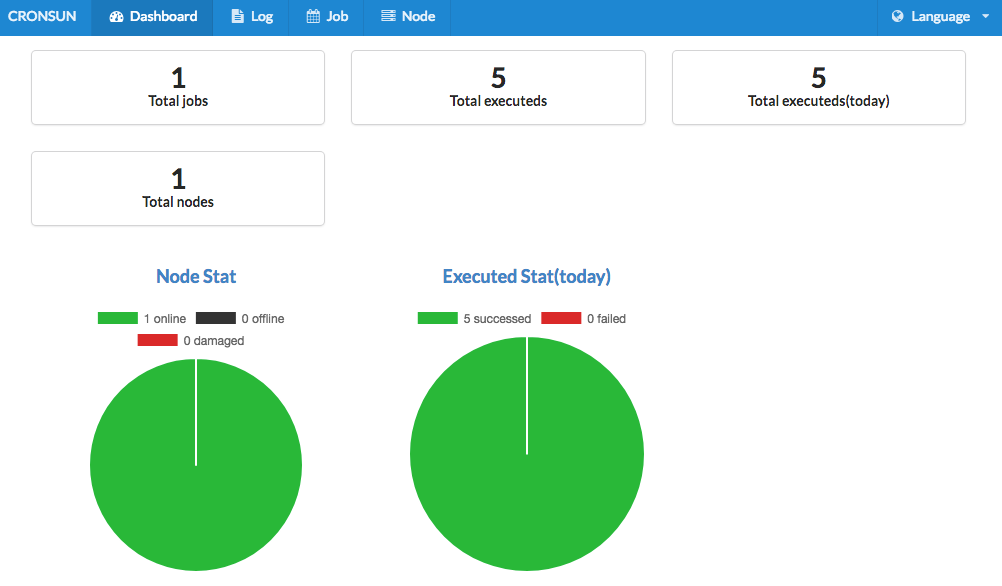 CRONSUN Dashboard Log Job Node Language
1 5 5
Total jobs Total executeds Total executeds(today)
1
Total nodes
Node Stat Executed Stat(today)
1 online 0 offline 5 successed 0 failed
0 damaged